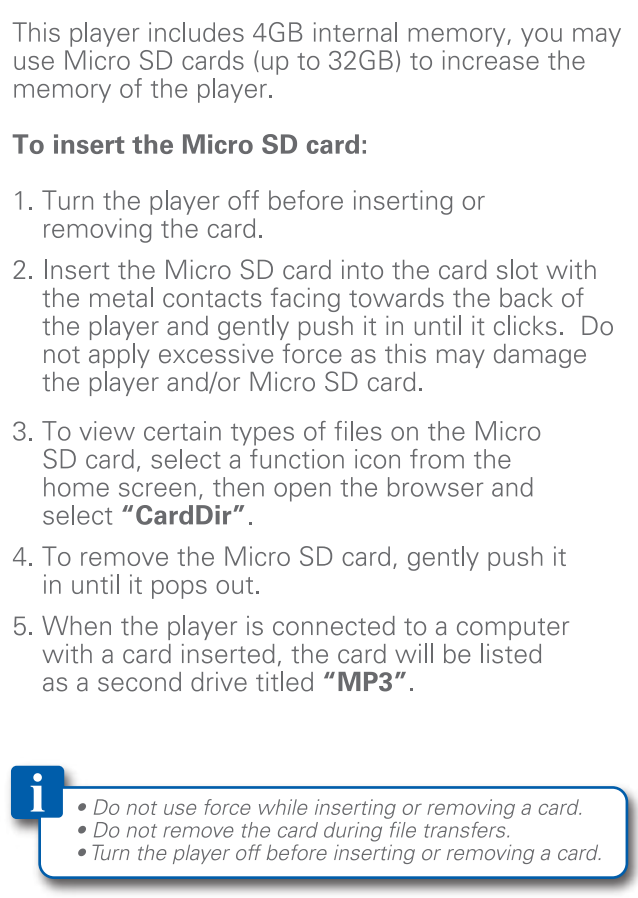 This player includes 4GB internal memory, you may
use Micro SD cards (up to 32GB) to increase the
memory of the player.
To insert the Micro SD card:
1. Turn the player off before inserting or
removing the card.
2. Insert the Micro SD card into the card slot with
the metal contacts facing towards the back of
the player and gently push it in until it clicks.  Do
not apply excessive force as this may damage
the player and/or Micro SD card.
3. To view certain types of files on the Micro
SD card, select a function icon from the
home screen, then open the browser and
select “CardDir”.
4. To remove the Micro SD card, gently push it
in until it pops out.
5. When the player is connected to a computer
with a card inserted, the card will be listed
as a second drive titled “MP3”.
i
• Do not use force while inserting or removing a card.
• Do not remove the card during file transfers.
• Turn the player off before inserting or removing a card.